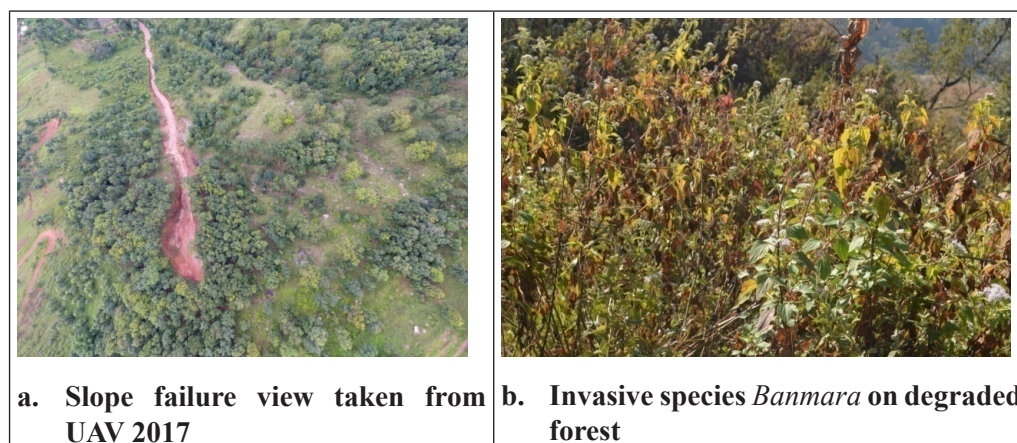 a. Slope failure view taken from
UAV 2017
b. Invasive species Banmara on degraded
forest